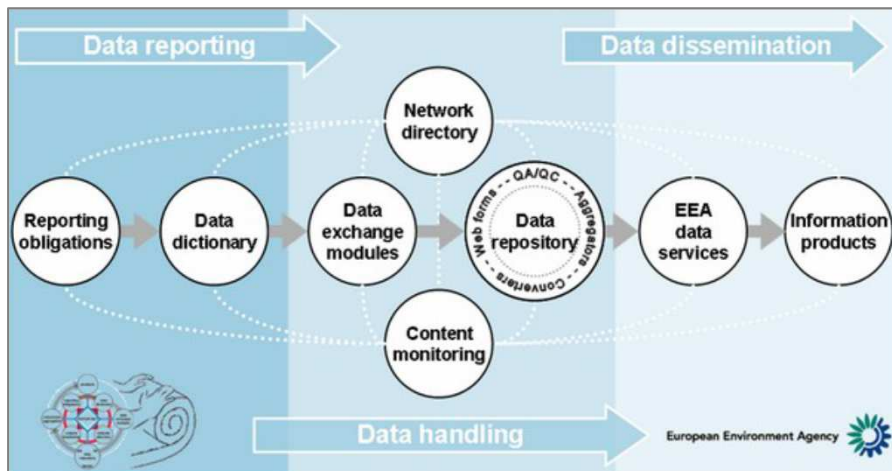 Data reporting
Data dissemination
Network
directory
Reporting
obligations
Data
dictionary
Data
exchange
modules
Web forms - - QA/QC - - Aggregators - - Converters - -
Data
repository
EEA
data
services
Information
products
Content
monitoring
Data handling
European Environment Agency